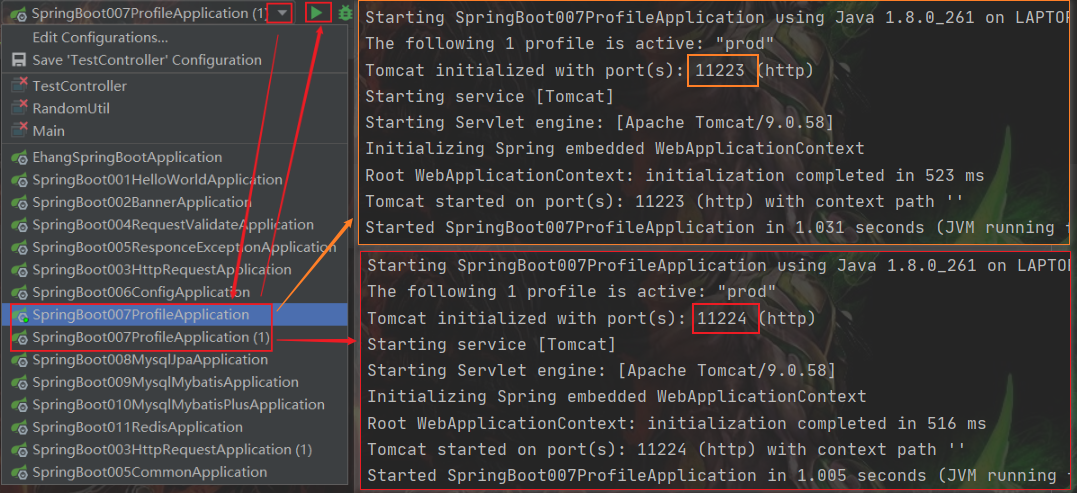 SpringBoot007ProfileApplication (1)
Edit Configurations...
Save 'TestController' Configuration
TestController
RandomUtil
Main
EhangSpringBootApplication
SpringBoot001HelloWorldApplication
SpringBoot002BannerApplication
SpringBoot004RequestValidateApplication
SpringBoot005ResponceExceptionApplication
SpringBoot003HttpRequestApplication
SpringBoot006ConfigApplication
SpringBoot007ProfileApplication
SpringBoot007ProfileApplication (1)
SpringBoot008MysqlJpaApplication
SpringBoot009MysqlMybatisApplication
SpringBoot010MysqlMybatisPlusApplication
SpringBoot011RedisApplication
SpringBoot003HttpRequestApplication (1)
SpringBoot005CommonApplication
Starting SpringBoot007ProfileApplication using Java 1.8.0_261 on LAPTO
The following 1 profile is active: "prod"
Tomcat initialized with port(s): 11223 (http)
Starting service [Tomcat]
Starting Servlet engine: [Apache Tomcat/9.0.58]
Initializing Spring embedded WebApplicationContext
Root WebApplicationContext: initialization completed in 523 ms
Tomcat started on port(s): 11223 (http) with context path ''
Started SpringBoot007ProfileApplication in 1.031 seconds (JVM running f
Starting SpringBoot007ProfileApplication using Java 1.8.0_261 on LAPT
The following 1 profile is active: "prod"
Tomcat initialized with port(s): 11224 (http)
Starting service [Tomcat]
Starting Servlet engine: [Apache Tomcat/9.0.58]
Initializing Spring embedded WebApplicationContext
Root WebApplicationContext: initialization completed in 516 ms
Tomcat started on port(s): 11224 (http) with context path ''
Started SpringBoot007ProfileApplication in 1.005 seconds (JVM running f